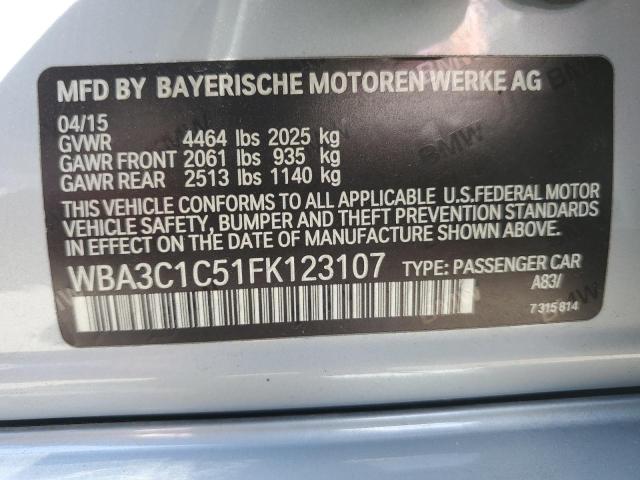 MFD BY BAYERISCHE MOTOREN WERKE AG
04/15
GVWR 4464 lbs 2025 kg
GAWR FRONT 2061 lbs 935 kg
GAWR REAR 2513 lbs 1140 kg
THIS VEHICLE CONFORMS TO ALL APPLICABLE U.S.FEDERAL MOTOR
VEHICLE SAFETY, BUMPER AND THEFT PREVENTION STANDARDS
IN EFFECT ON DATE OF MANUFACTURE SHOWN ABOVE.
WBA3C1C51FK123107 TYPE: PASSENGER CAR
A83/
7 315 814